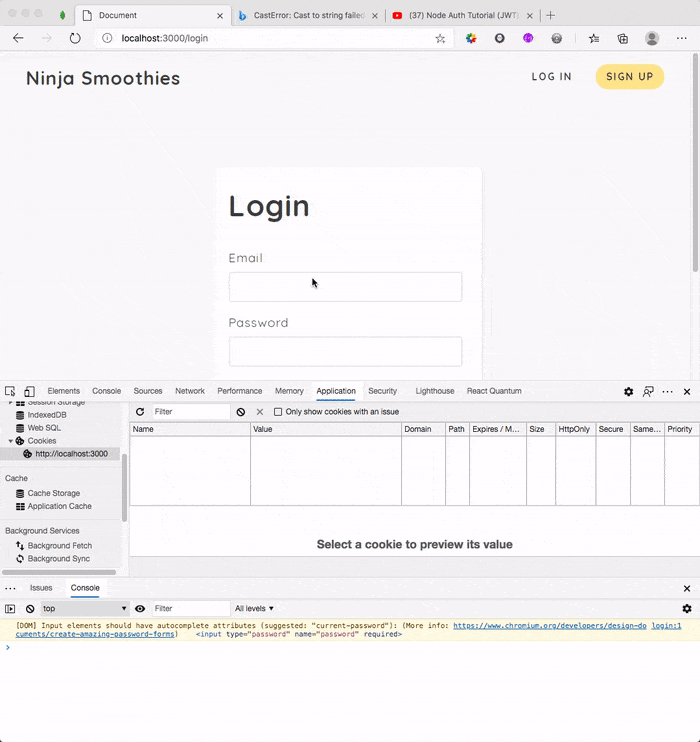 Document
CastError: Cast to string failed
(37) Node Auth Tutorial (JWT)
localhost:3000/login
Ninja Smoothies
LOG IN
SIGN UP
Login
Email
Password
Elements Console Sources Network Performance Memory Application Security Lighthouse React Quantum
Session Storage
IndexedDB
Web SQL
Cookies
http://localhost:3000
Cache
Cache Storage
Application Cache
Background Services
Background Fetch
Background Sync
Filter
Only show cookies with an issue
Name Value Domain Path Expires / M... Size HttpOnly Secure Same... Priority
Select a cookie to preview its value
Issues Console
top Filter All levels ▼
[DOM] Input elements should have autocomplete attributes (suggested: "current-password"): (More info: https://www.chromium.org/developers/design-do login:1
cuments/create-amazing-password-forms) <input type="password" name="password" required>